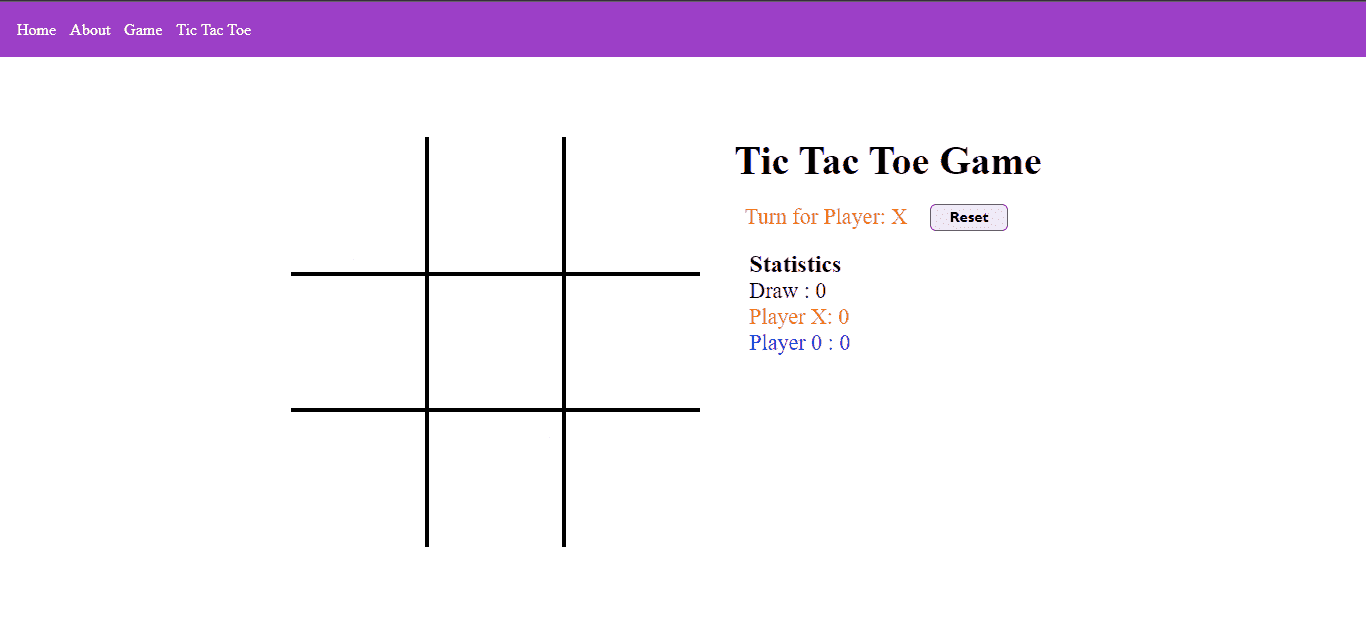 Home About Game Tic Tac Toe
Tic Tac Toe Game
Turn for Player: X Reset
Statistics
Draw : 0
Player X: 0
Player 0 : 0